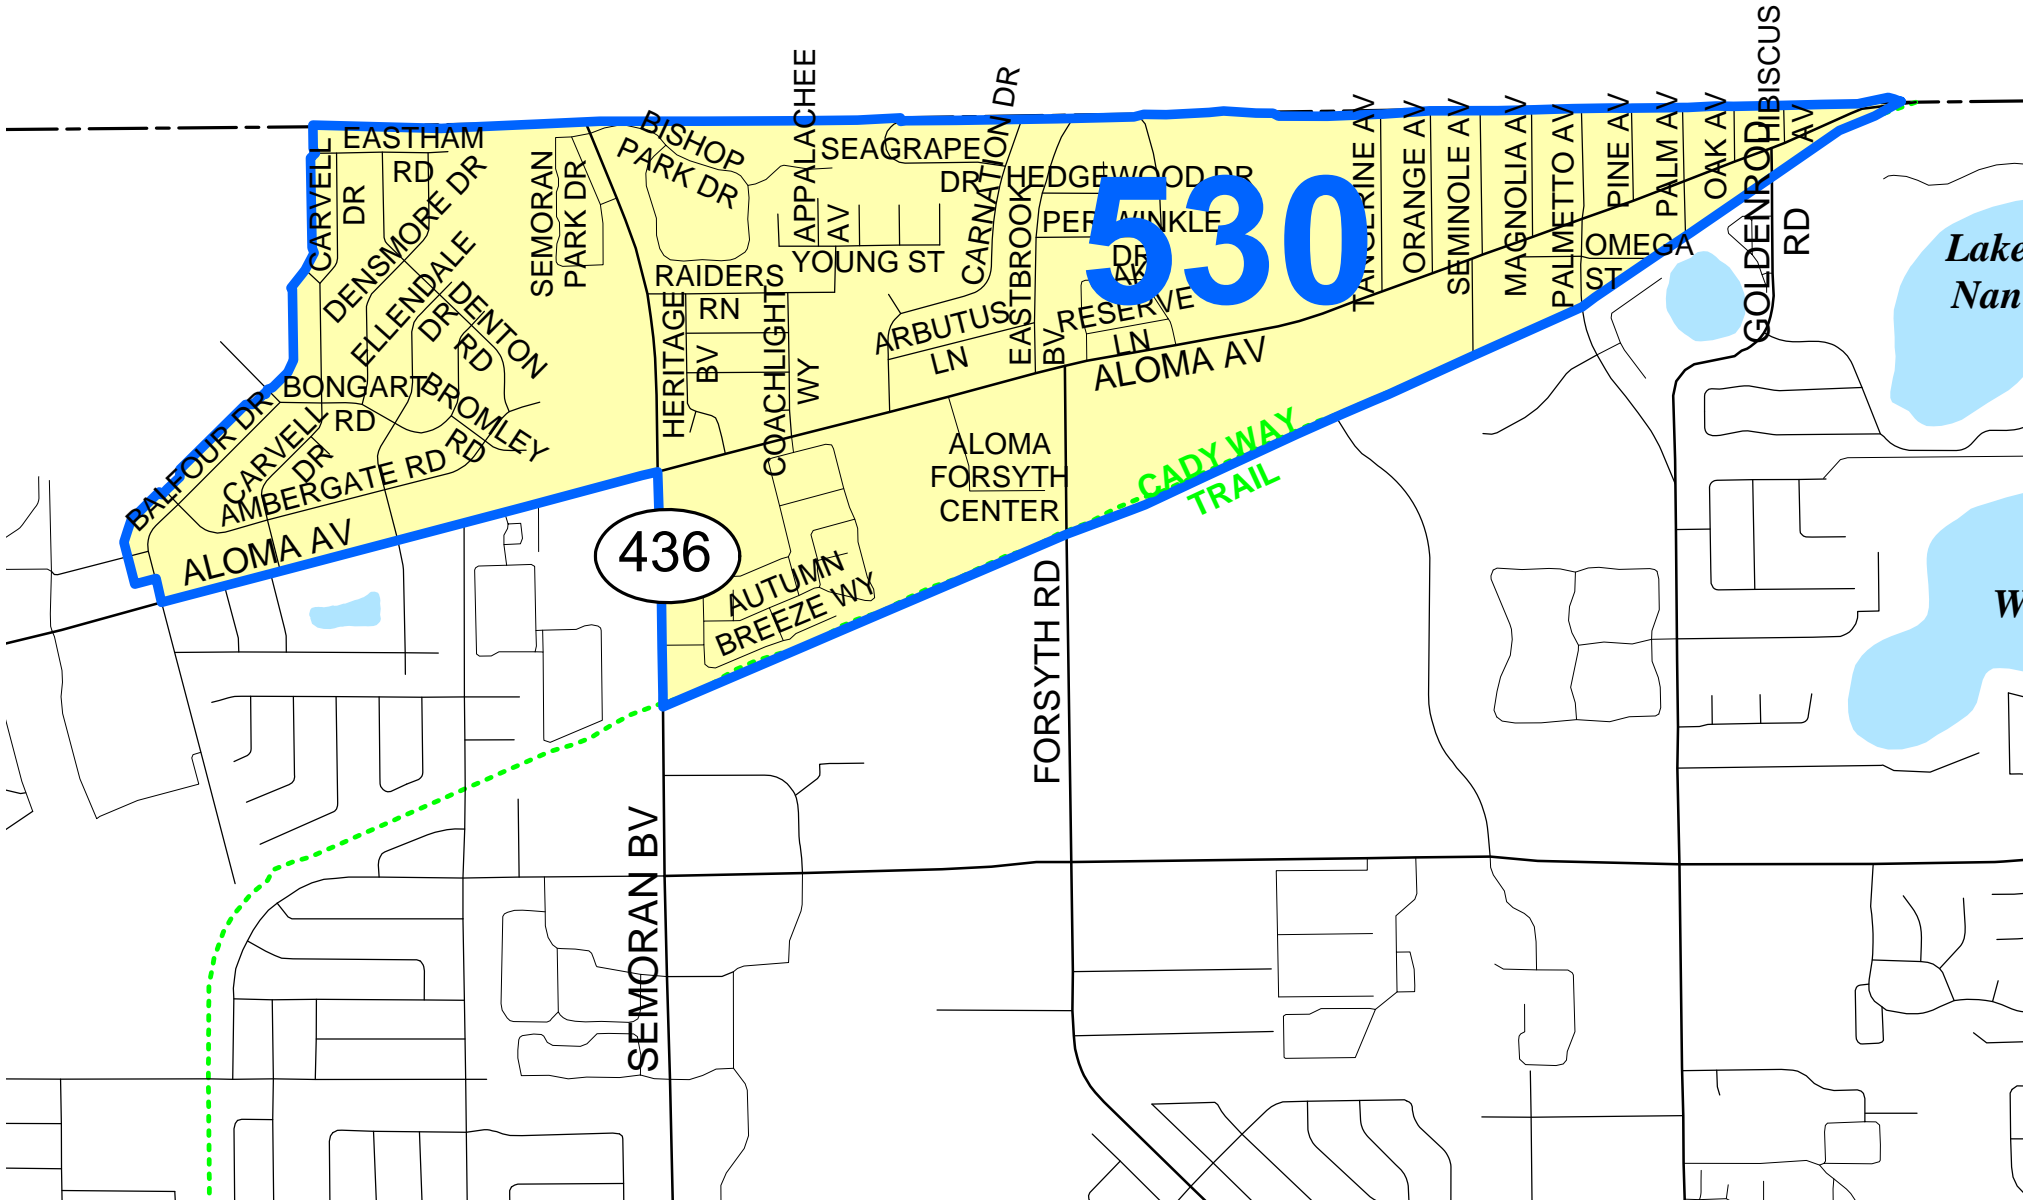 HIBISCUS
AV
EASTHAM
RD
CARVELL
DR
DENSMORE DR
ELLENDALE
DR
DENTON
RD
SEMORAN
PARK DR
BISHOP
PARK DR
APPALACHEE
AV
SEAGRAPE
DR
CARNATION DR
HEDGEWOOD DR
DR
530
TANGERINE AV
ORANGE AV
SEMINOLE AV
MAGNOLIA AV
PALMETTO AV
PINE AV
PALM AV
OAK AV
GOLDENROD
RD
OMEGA
ST
Lake
Nan
YOUNG ST
RAIDERS
RN
HERITAGE
BV
COACHLIGHT
WY
ARBUTUS
LN
EASTBROOK
BV
RESERVE
LN
ALOMA AV
BONGART
RD
BROMLEY
RD
BALFOUR DR
CARVELL
DR
AMBERGATE RD
ALOMA AV
ALOMA
FORSYTH
CENTER
CADY WAY
TRAIL
436
AUTUMN
BREEZE WY
FORSYTH RD
W
SEMORAN BV